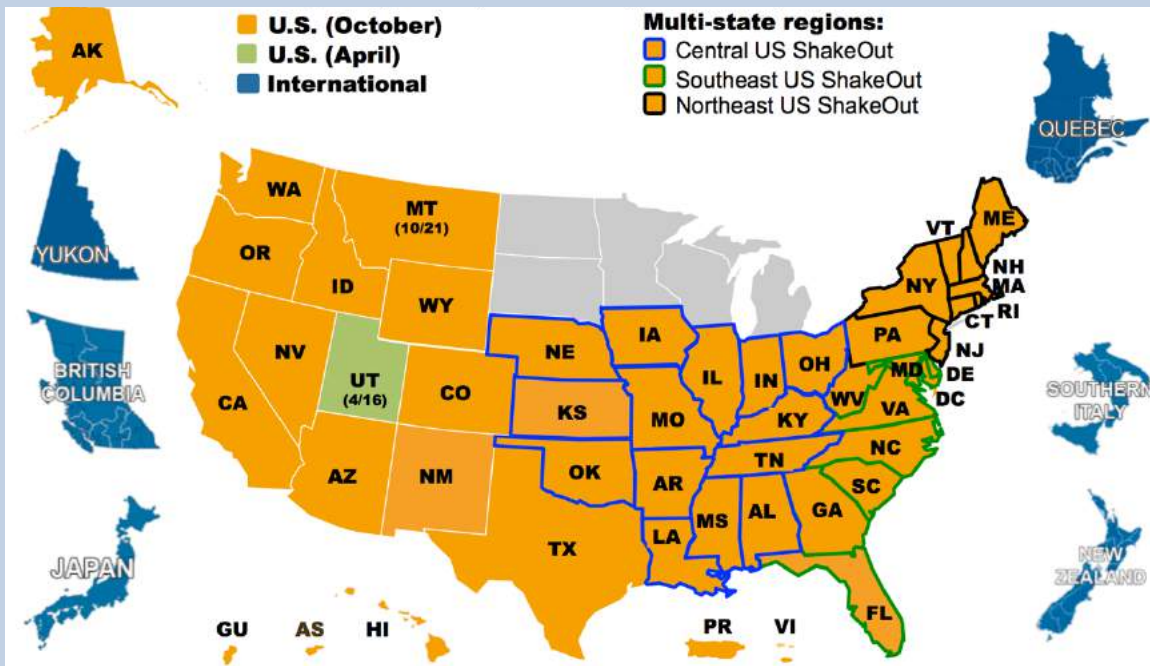 U.S. (October)
U.S. (April)
International
Multi-state regions:
Central US ShakeOut
Southeast US ShakeOut
Northeast US ShakeOut
AK
QUEBEC
YUKON
BRITISH
COLUMBIA
JAPAN
SOUTHERN
ITALY
NEW
ZEALAND
WA
MT
(10/21)
OR
ID
WY
NV
UT
(4/16)
CA
CO
AZ
NM
NE
KS
OK
TX
IA
MO
AR
LA
IL
IN
OH
KY
TN
MS
AL
GA
FL
SC
NC
VA
WV
MD
DC
DE
NJ
PA
NY
CT
RI
MA
NH
VT
ME
GU
AS
HI
PR
VI